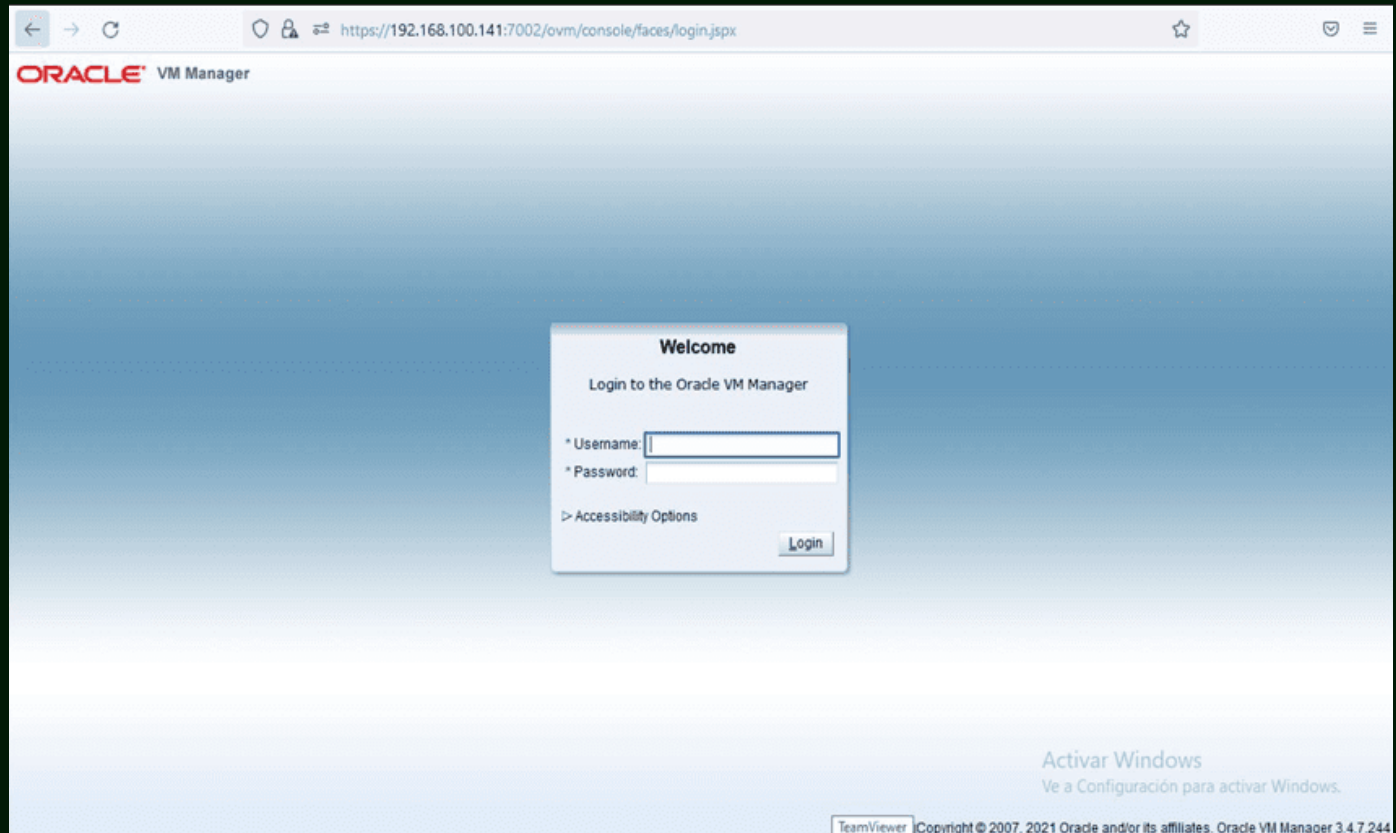 https://192.168.100.141:7002/ovm/console/faces/login.jspx
ORACLE® VM Manager
Welcome
Login to the Oracle VM Manager
* Username:
* Password:
Accessibility Options
Login
Activar Windows
Ve a Configuración para activar Windows.
TeamViewer Copyright © 2007, 2021 Oracle and/or its affiliates. Oracle VM Manager 3.4.7.244